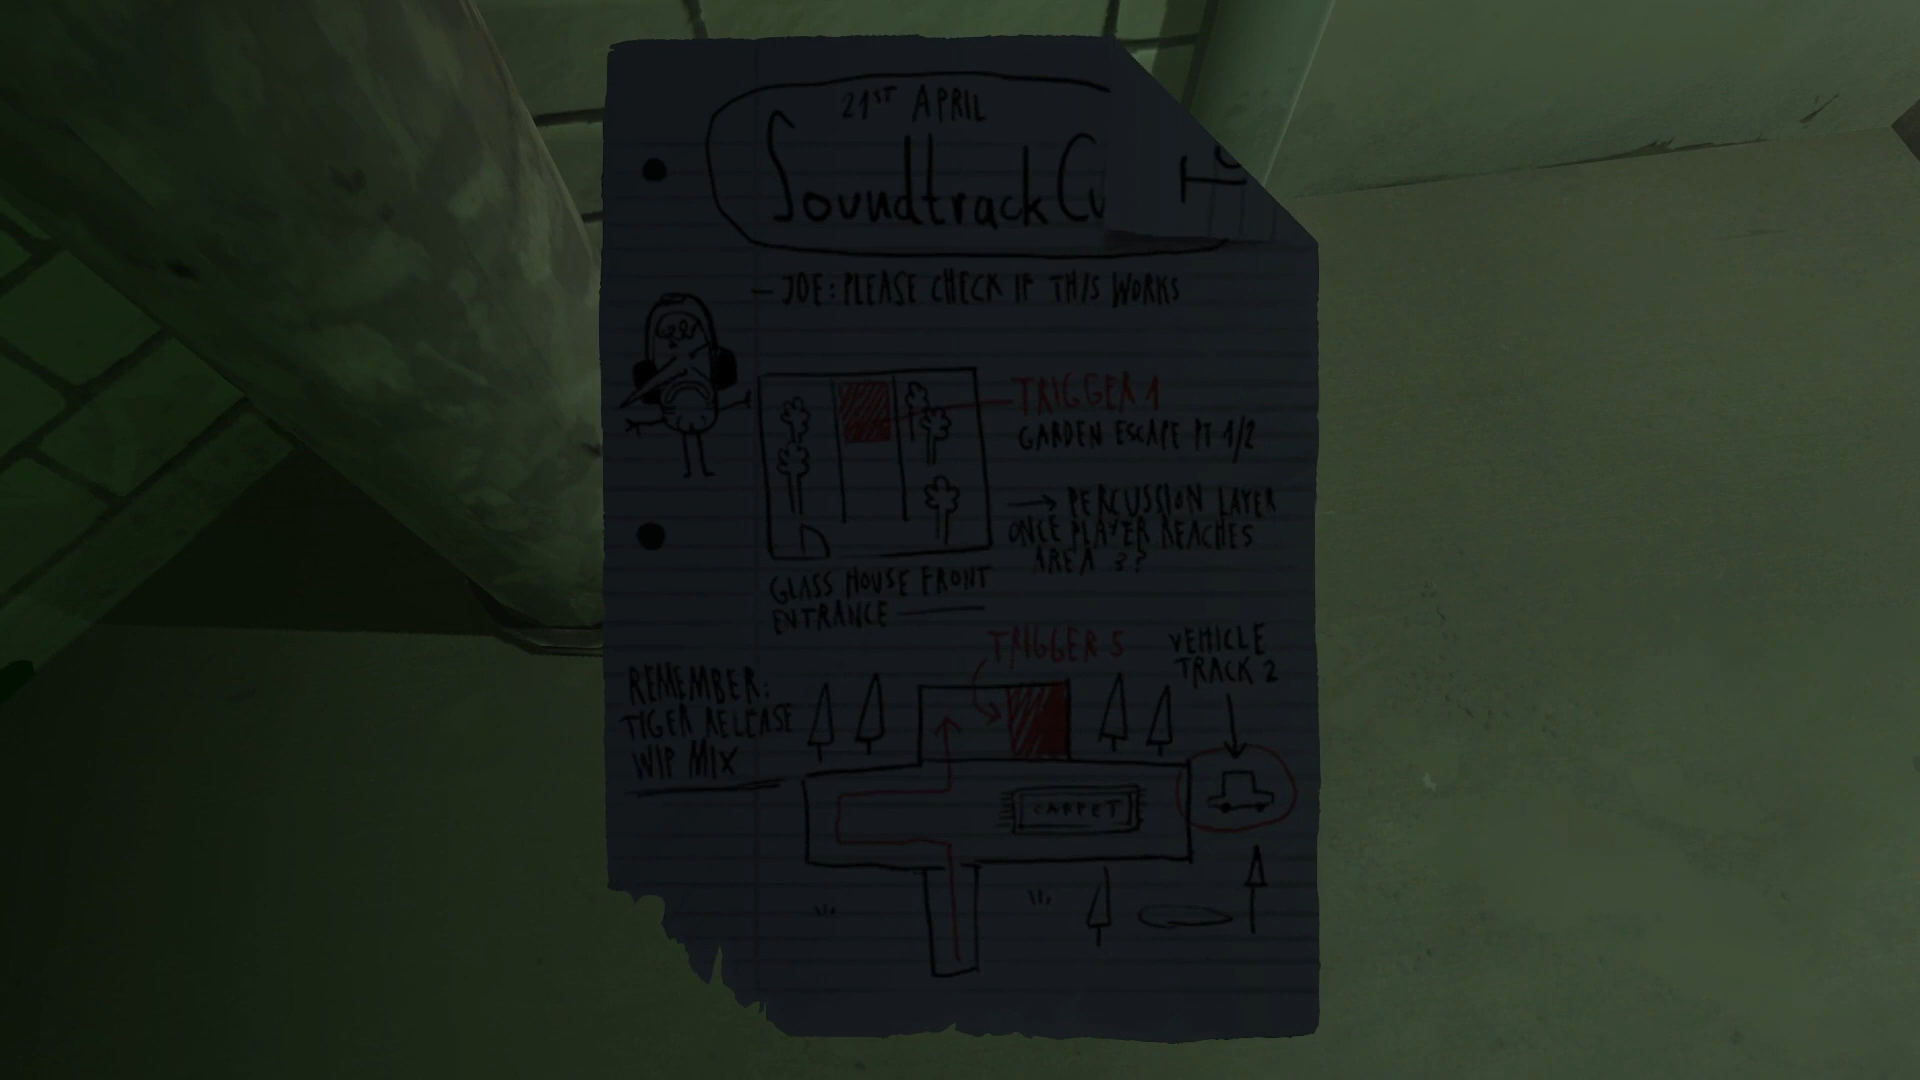 21ST APRIL
Soundtrack Cu
— JOE: PLEASE CHECK IF THIS WORKS
TRIGGER 1
GARDEN ESCAPE PT 1/2
→ PERCUSSION LAYER
ONCE PLAYER REACHES
AREA 3?
GLASS HOUSE FRONT
ENTRANCE
TRIGGER 5
VEHICLE
TRACK 2
REMEMBER:
TIGER RELEASE
WIP MIX
CARPET